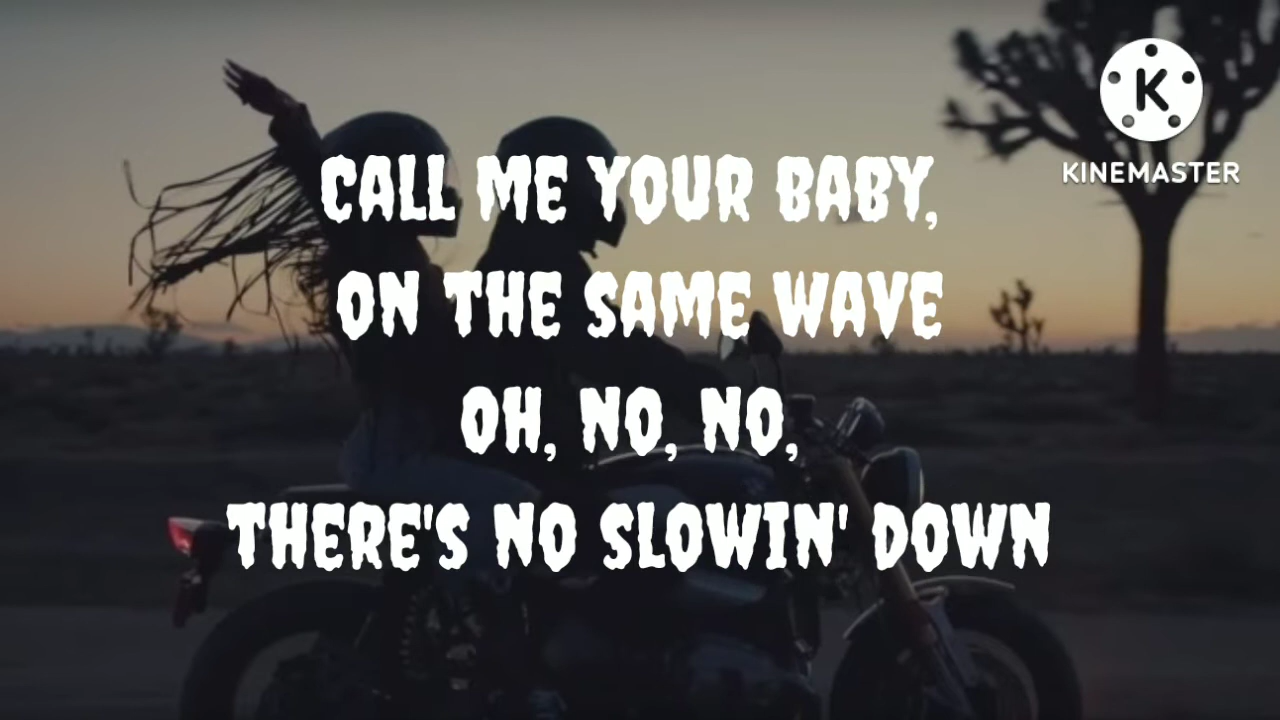 CALL ME YOUR BABY,
ON THE SAME WAVE
OH, NO, NO,
THERE'S NO SLOWIN' DOWN
K
KINEMASTER